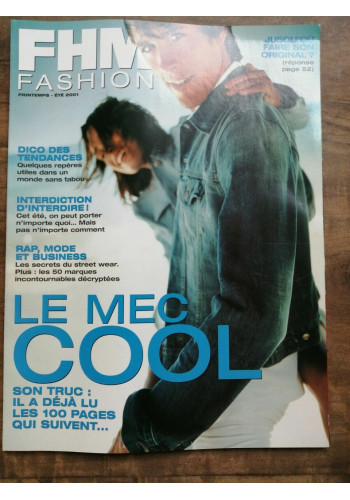 FHM
FASHION
PRINTEMPS - ÉTÉ 2001
JUSQU'OÙ
FAIRE SON
ORIGINAL ?
(réponse
page 52)
DICO DES
TENDANCES
Quelques repères
utiles dans un
monde sans tabou
INTERDICTION
D'INTERDIRE !
Cet été, on peut porter
n'importe quoi... Mais
pas n'importe comment
RAP, MODE
ET BUSINESS
Les secrets du street wear.
Plus : les 50 marques
incontournables décryptées
LE MEC
COOL
SON TRUC :
IL A DÉJÀ LU
LES 100 PAGES
QUI SUIVENT...